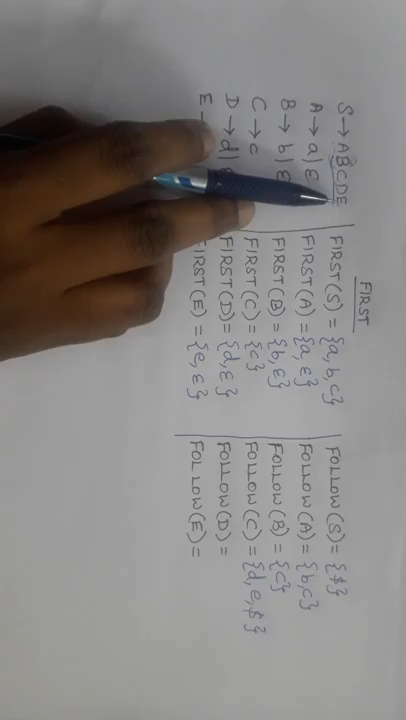 FIRST
S → ABCDE FIRST(S) = {a, b, c} FOLLOW(S) = {$}
A → a|ε FIRST(A) = {a, ε} FOLLOW(A) = {b,c}
B → b|ε FIRST(B) = {b, ε} FOLLOW(B) = {c}
C → c FIRST(C) = {c} FOLLOW(C) = {d,e,$}
D → d| FIRST(D) = {d, ε} FOLLOW(D) =
E FIRST(E) = {e, ε} FOLLOW(E) =